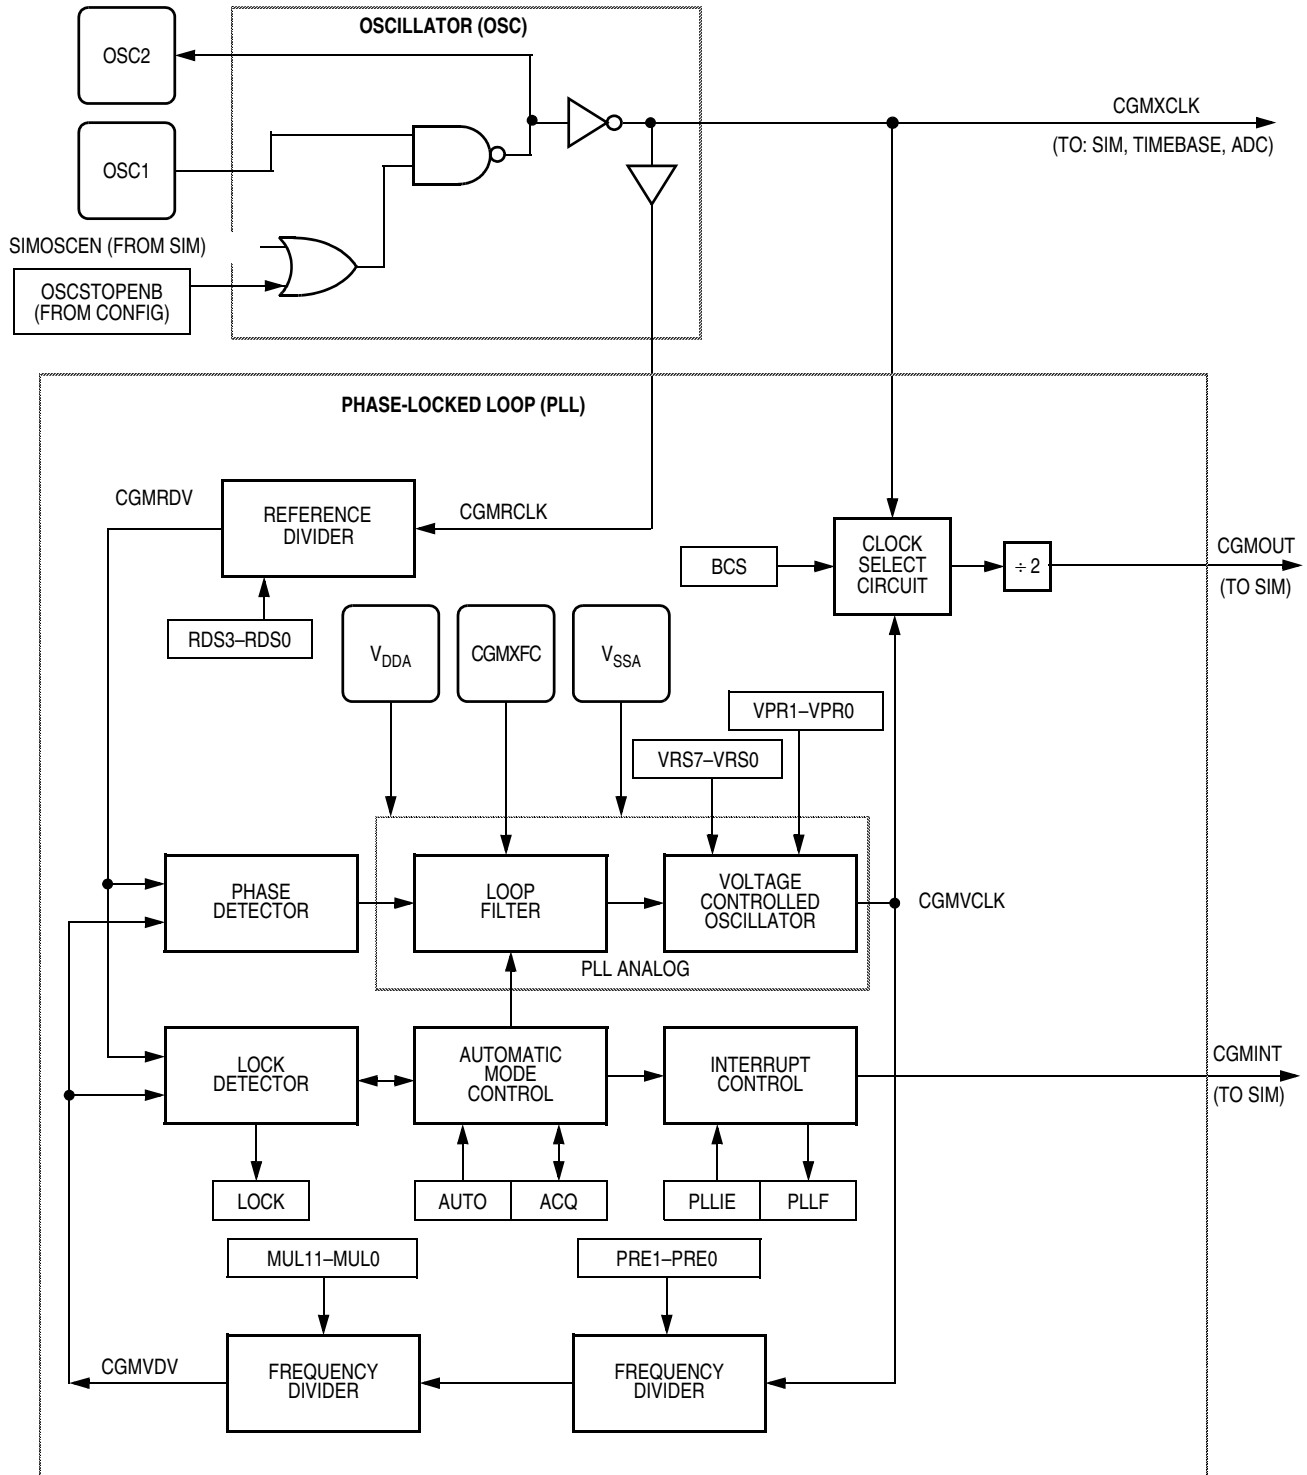 OSCILLATOR (OSC)
OSC2
CGMXCLK
(TO: SIM, TIMEBASE, ADC)
OSC1
SIMOSCEN (FROM SIM)
OSCSTOPENB
(FROM CONFIG)
PHASE-LOCKED LOOP (PLL)
CGMRDV
REFERENCE
DIVIDER
CGMRCLK
RDS3–RDS0
BCS
CLOCK
SELECT
CIRCUIT
÷ 2
CGMOUT
(TO SIM)
VDDA
CGMXFC
VSSA
VPR1–VPR0
VRS7–VRS0
PHASE
DETECTOR
LOOP
FILTER
VOLTAGE
CONTROLLED
OSCILLATOR
CGMVCLK
PLL ANALOG
LOCK
DETECTOR
AUTOMATIC
MODE
CONTROL
INTERRUPT
CONTROL
CGMINT
(TO SIM)
LOCK
AUTO
ACQ
PLLIE
PLLF
MUL11–MUL0
PRE1–PRE0
CGMVDV
FREQUENCY
DIVIDER
FREQUENCY
DIVIDER